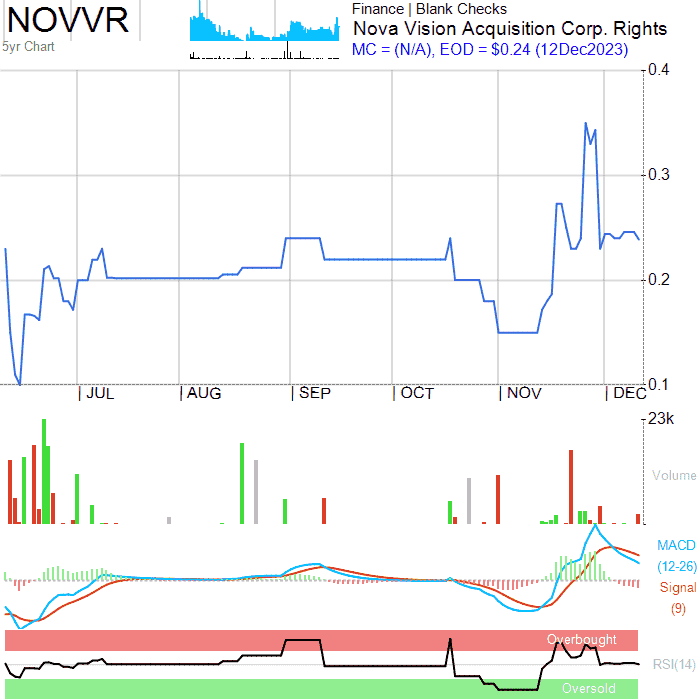 NOVVR
5yr Chart
Finance | Blank Checks
Nova Vision Acquisition Corp. Rights
MC = (N/A), EOD = $0.24 (12Dec2023)
0.4
0.3
0.2
0.1
JUL AUG SEP OCT NOV DEC
23k
Volume
MACD
(12-26)
Signal
(9)
Overbought
RSI(14)
Oversold